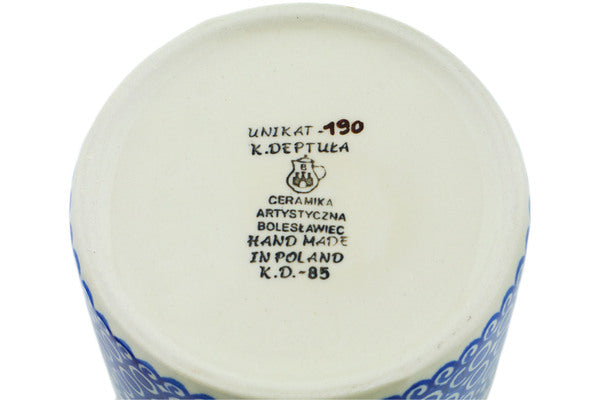 UNIKAT-190
K.DEPTUŁA
B
CERAMIKA
ARTYSTYCZNA
BOLESŁAWIEC
HAND MADE
IN POLAND
K.D.-85